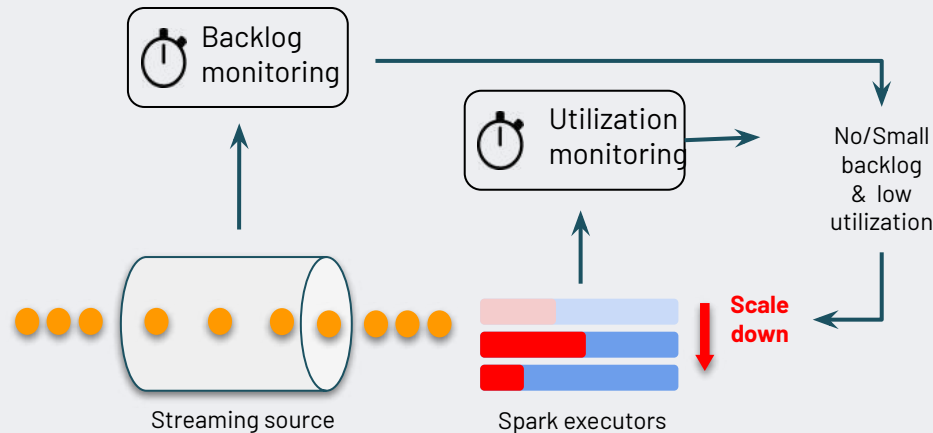 Backlog
monitoring
Utilization
monitoring
No/Small
backlog
& low
utilization
Scale
down
Streaming source
Spark executors